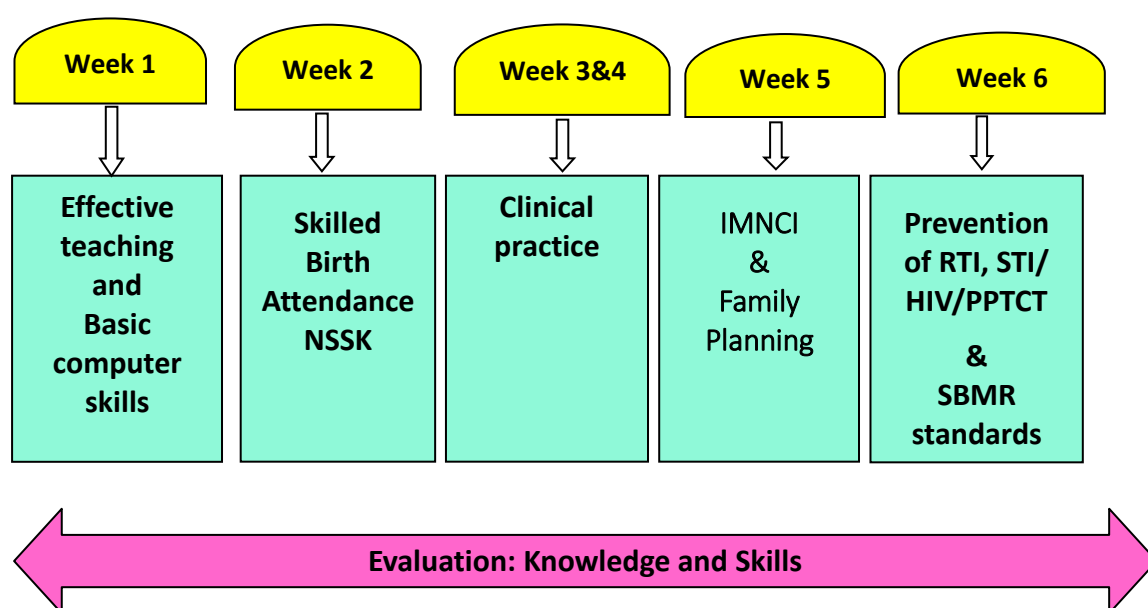 Week 1
Week 2
Week 3&4
Week 5
Week 6
Effective
teaching
and
Basic
computer
skills
Skilled
Birth
Attendance
NSSK
Clinical
practice
IMNCI
&
Family
Planning
Prevention
of RTI, STI/
HIV/PPTCT
&
SBMR
standards
Evaluation: Knowledge and Skills